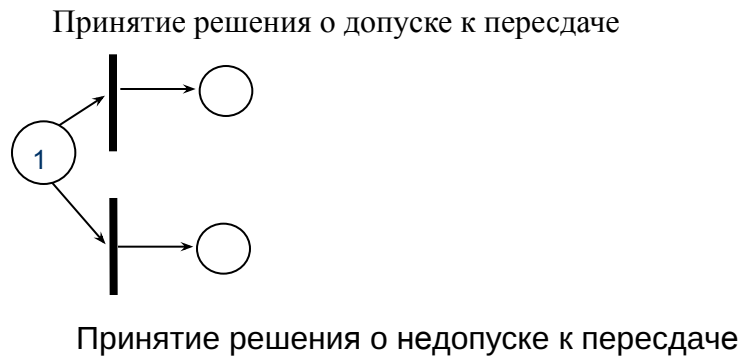 Принятие решения о допуске к пересдаче
1
Принятие решения о недопуске к пересдаче